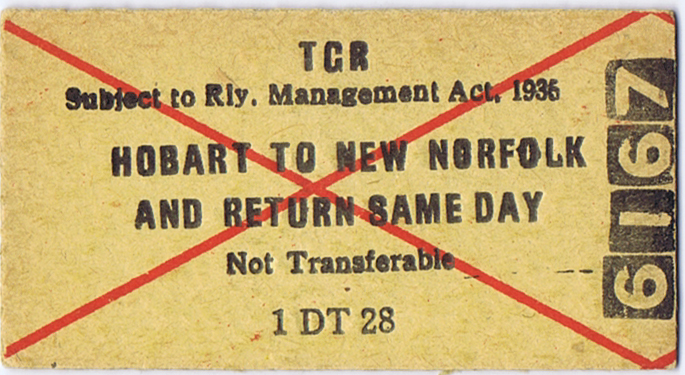 TGR
Subject to Rly. Management Act, 1935
HOBART TO NEW NORFOLK
AND RETURN SAME DAY
Not Transferable
1 DT 28
6167